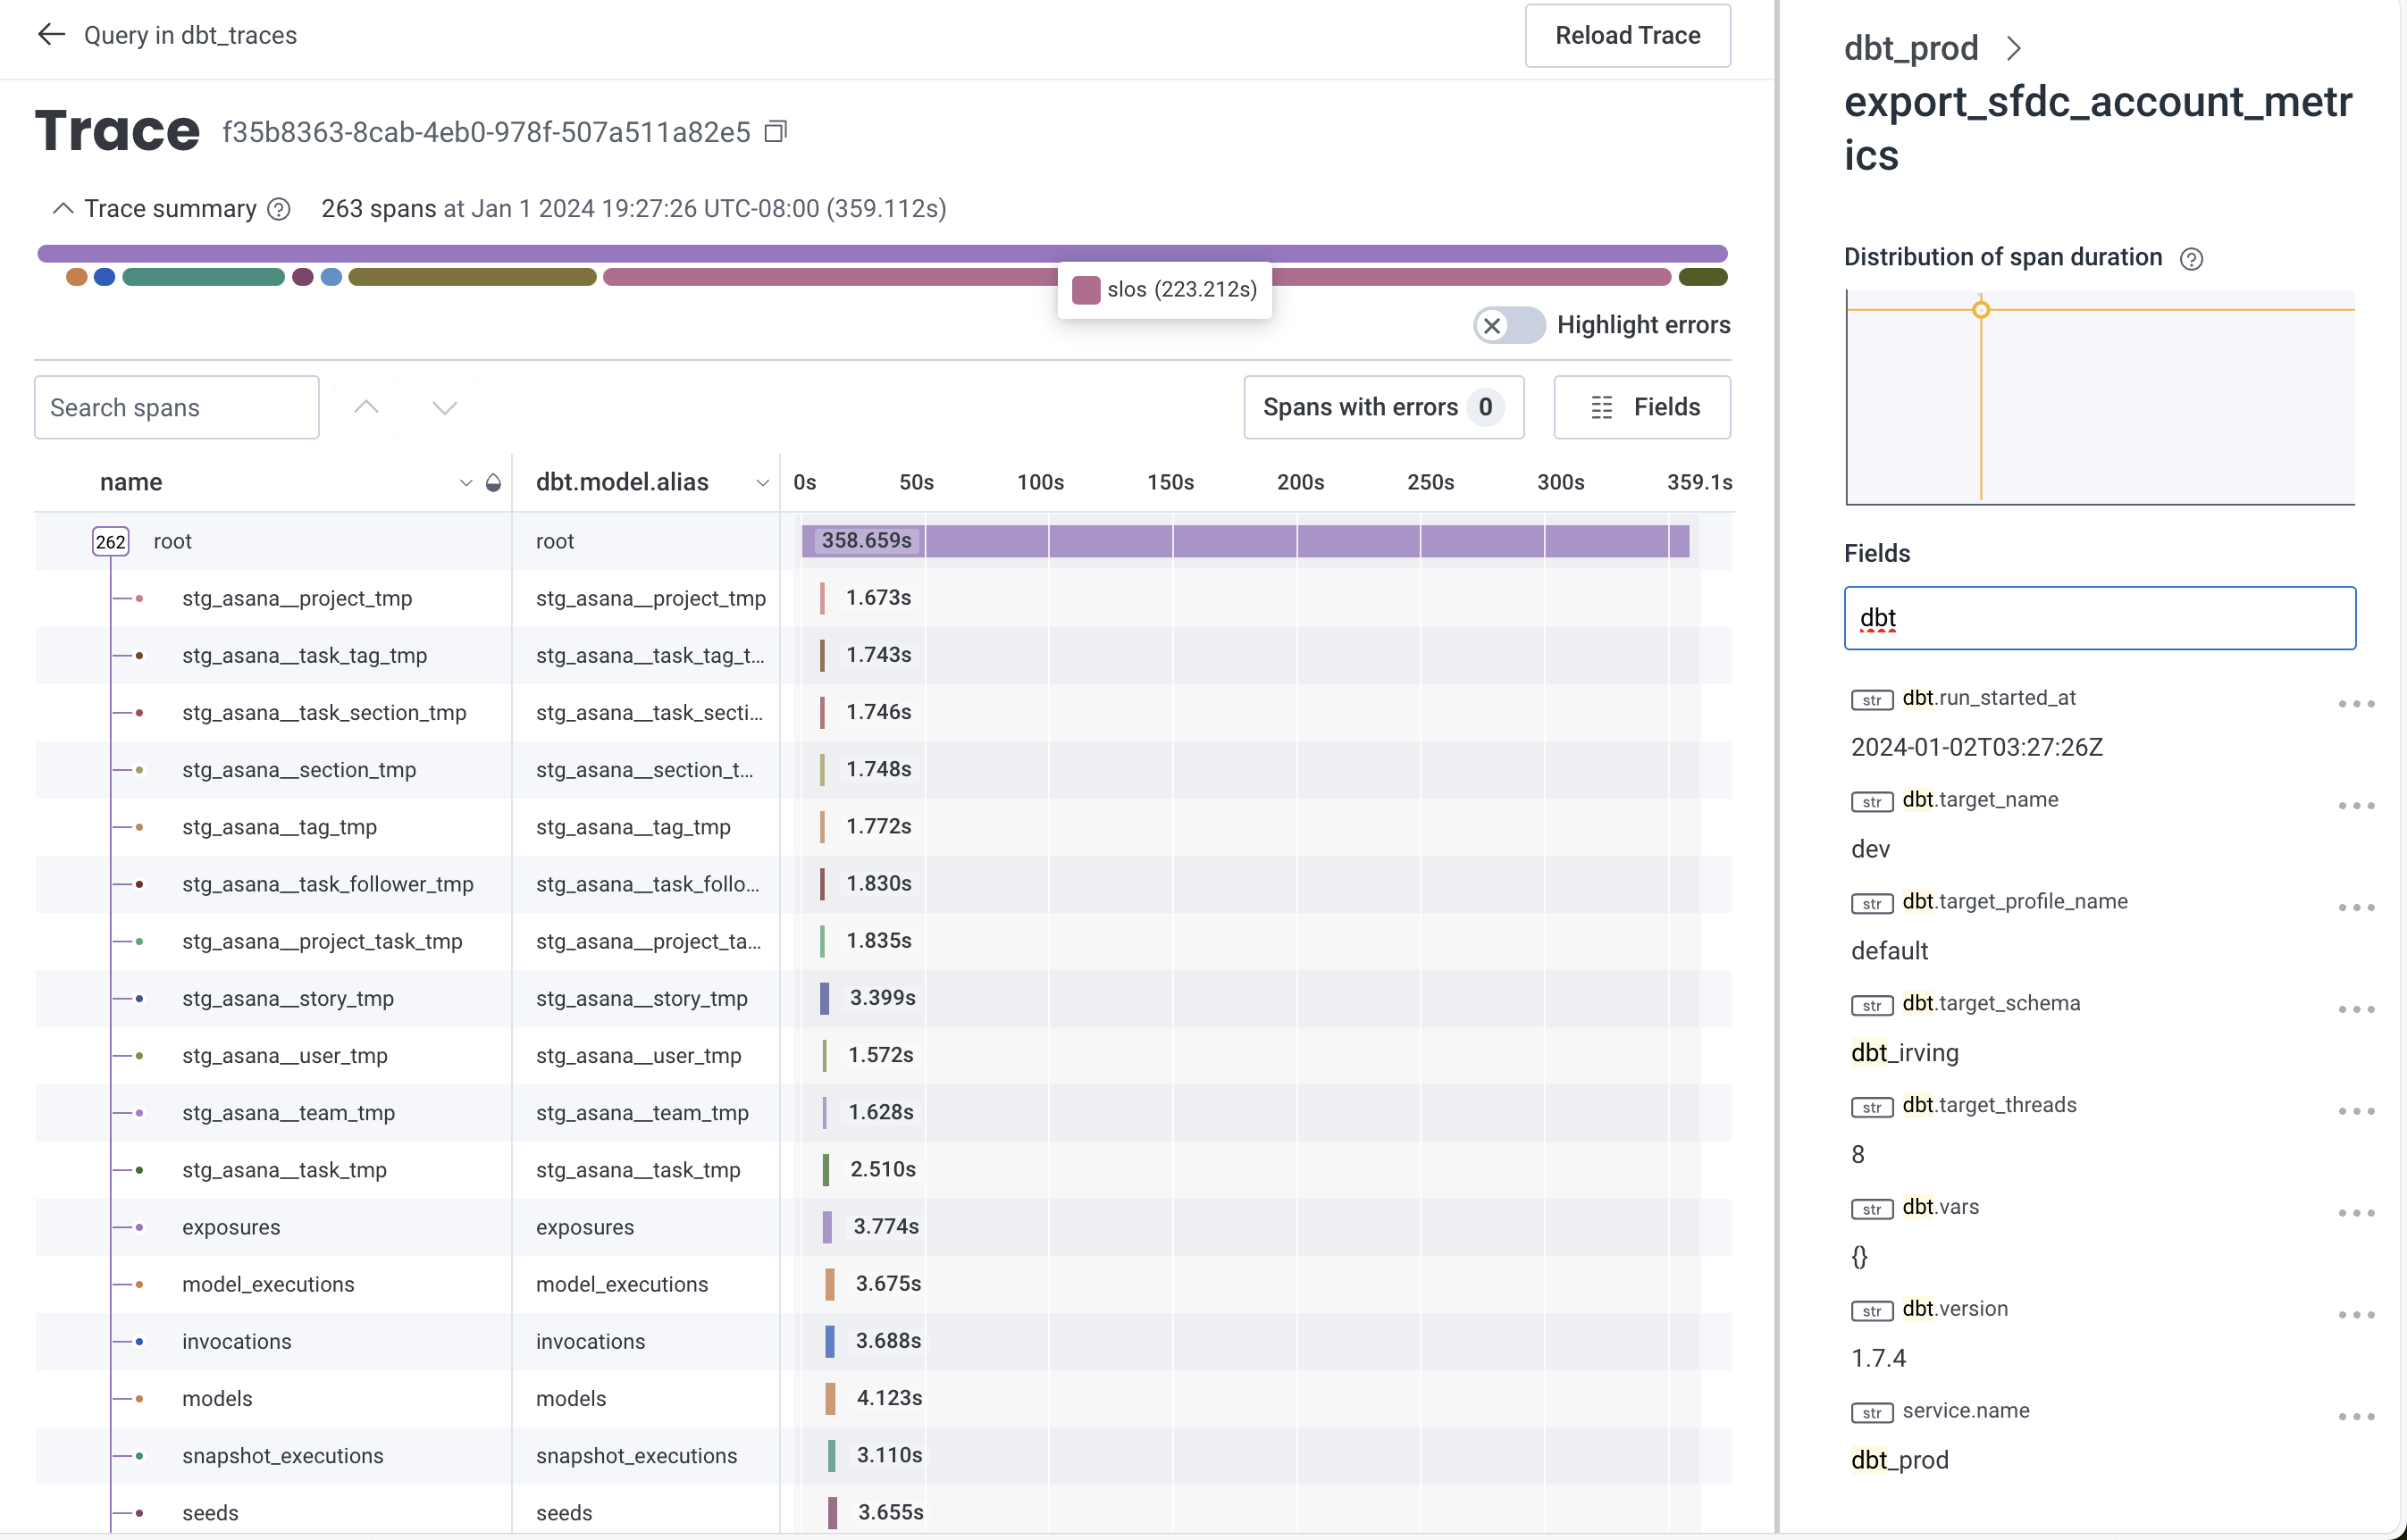 Query in dbt_traces
Reload Trace
Trace f35b8363-8cab-4eb0-978f-507a511a82e5
Trace summary ? 263 spans at Jan 1 2024 19:27:26 UTC-08:00 (359.112s)
slos (223.212s)
Highlight errors
Search spans
Spans with errors 0
Fields
name dbt.model.alias 0s 50s 100s 150s 200s 250s 300s 359.1s
262 root root 358.659s
stg_asana__project_tmp stg_asana__project_tmp 1.673s
stg_asana__task_tag_tmp stg_asana__task_tag_t... 1.743s
stg_asana__task_section_tmp stg_asana__task_secti... 1.746s
stg_asana__section_tmp stg_asana__section_t... 1.748s
stg_asana__tag_tmp stg_asana__tag_tmp 1.772s
stg_asana__task_follower_tmp stg_asana__task_follo... 1.830s
stg_asana__project_task_tmp stg_asana__project_ta... 1.835s
stg_asana__story_tmp stg_asana__story_tmp 3.399s
stg_asana__user_tmp stg_asana__user_tmp 1.572s
stg_asana__team_tmp stg_asana__team_tmp 1.628s
stg_asana__task_tmp stg_asana__task_tmp 2.510s
exposures exposures 3.774s
model_executions model_executions 3.675s
invocations invocations 3.688s
models models 4.123s
snapshot_executions snapshot_executions 3.110s
seeds seeds 3.655s
dbt_prod
export_sfdc_account_metr
ics
Distribution of span duration ?
1
Fields
dbt
str dbt.run_started_at
2024-01-02T03:27:26Z
str dbt.target_name
dev
str dbt.target_profile_name
default
str dbt.target_schema
dbt_irving
str dbt.target_threads
8
str dbt.vars
{}
str dbt.version
1.7.4
str service.name
dbt_prod